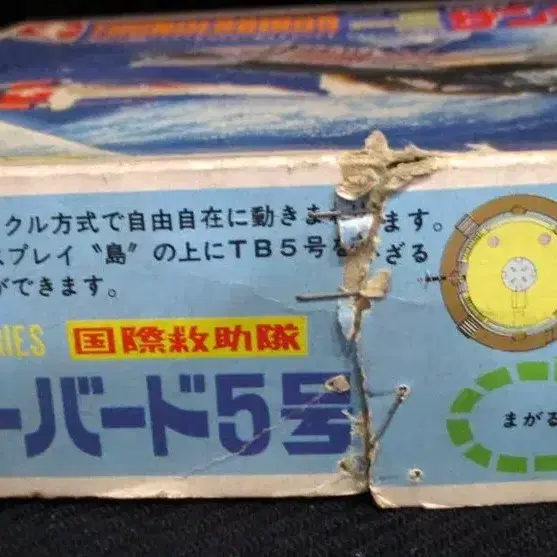 クル方式で自由自在に動きま　ます。
スプレイ〝島〟の上にTB5号を　ざる
ができます。
RIES 国際救助隊
ーバード5号
まがる